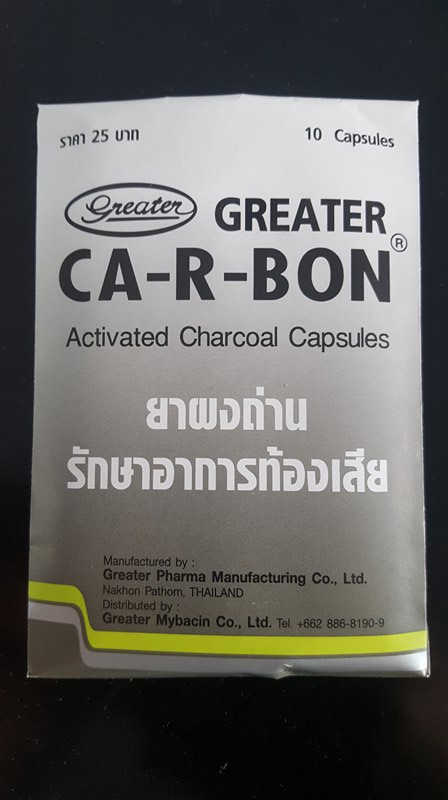 ราคา 25 บาท
10 Capsules
Greater
GREATER
CA-R-BON®
Activated Charcoal Capsules
ยาผงถ่าน
รักษาอาการท้องเสีย
Manufactured by :
Greater Pharma Manufacturing Co., Ltd.
Nakhon Pathom, THAILAND
Distributed by :
Greater Mybacin Co., Ltd. Tel. +662 886-8190-9